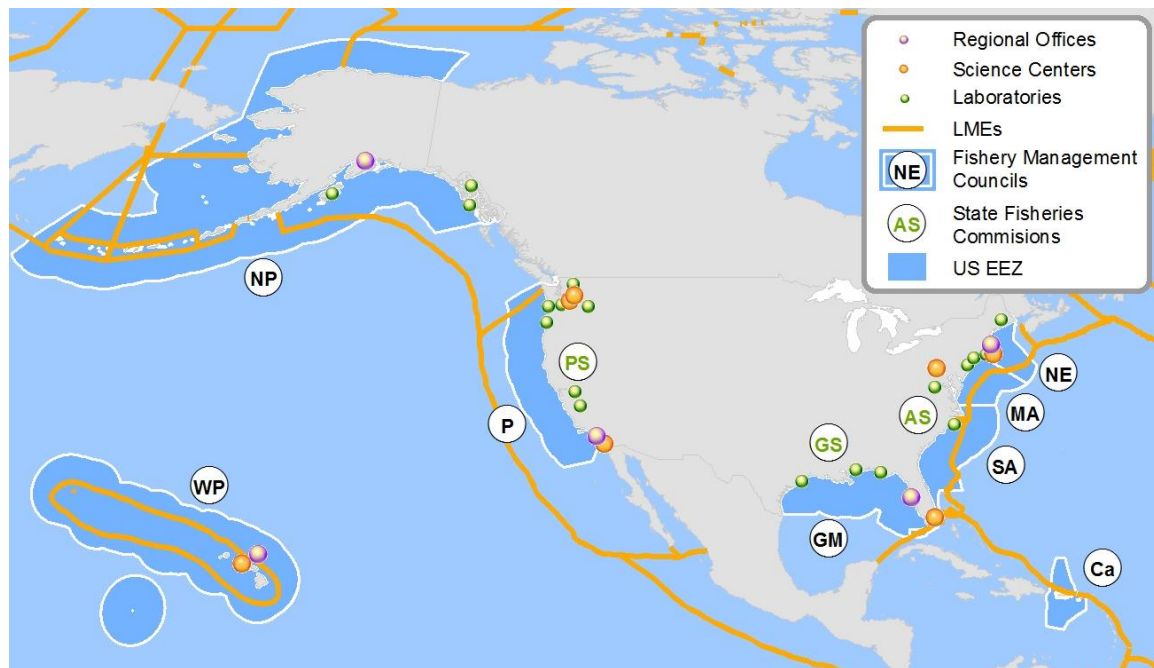 Regional Offices
Science Centers
Laboratories
LMEs
NE
Fishery Management
Councils
AS
State Fisheries
Commisions
US EEZ
NP
PS
P
WP
NE
MA
AS
SA
GS
GM
Ca